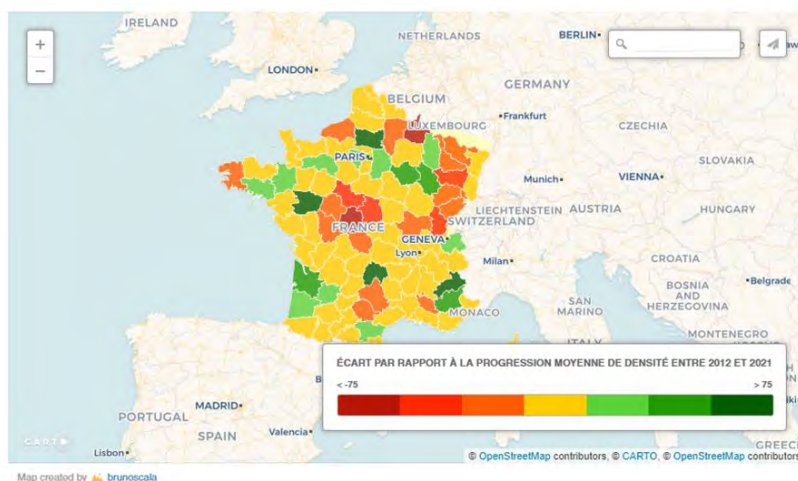 IRELAND
NETHERLANDS
BERLIN
+
−
LONDON
GERMANY
BELGIUM
Frankfurt
LUXEMBOURG
CZECHIA
PARIS
SLOVAKIA
Munich
VIENNA
LIECHTENSTEIN AUSTRIA
HUNGARY
SWITZERLAND
FRANCE
GENEVA
Lyon
Milan
CROATIA
Belgrade
BOSNIA
AND
HERZEGOVINA
SAN
MARINO
MONACO
MONTENEGRO
ITALY
ÉCART PAR RAPPORT À LA PROGRESSION MOYENNE DE DENSITÉ ENTRE 2012 ET 2021
< -75
> 75
MADRID
PORTUGAL
SPAIN
Valencia
CARTO
Lisbon
© OpenStreetMap contributors, © CARTO, © OpenStreetMap contributors
Map created by brunoscala